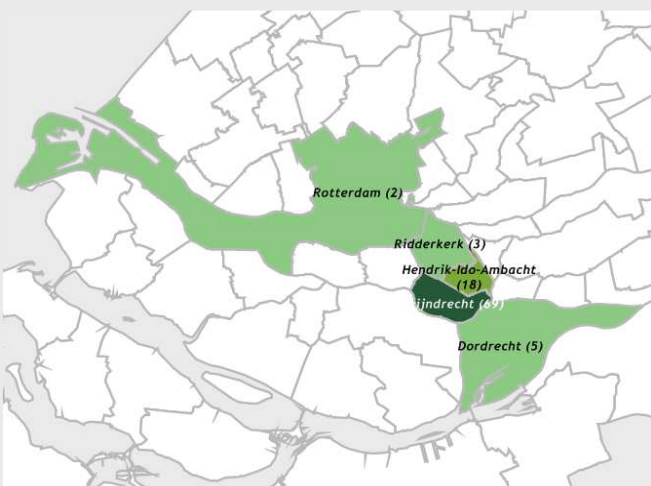 Rotterdam (2)
Ridderkerk (3)
Hendrik-Ido-Ambacht
(18)
ijndrecht (69)
Dordrecht (5)